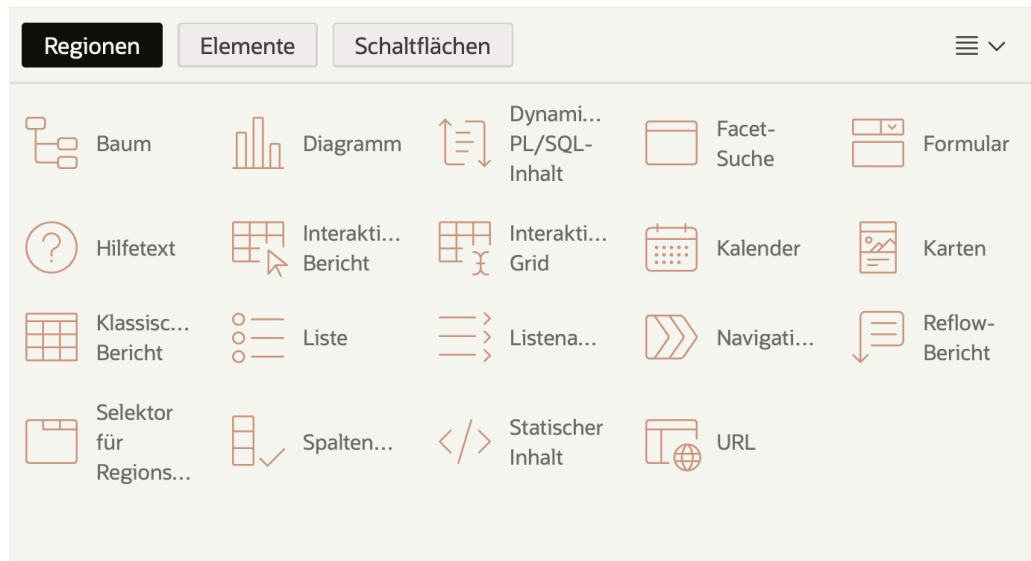 Regionen
Elemente
Schaltflächen
Baum
Diagramm
Dynami...
PL/SQL-
Inhalt
Facet-
Suche
Formular
Hilfetext
Interakti...
Bericht
Interakti...
Grid
Kalender
Karten
Klassisc...
Bericht
Liste
Listena...
Navigati...
Reflow-
Bericht
Selektor
für
Regions...
Spalten...
Statischer
Inhalt
URL